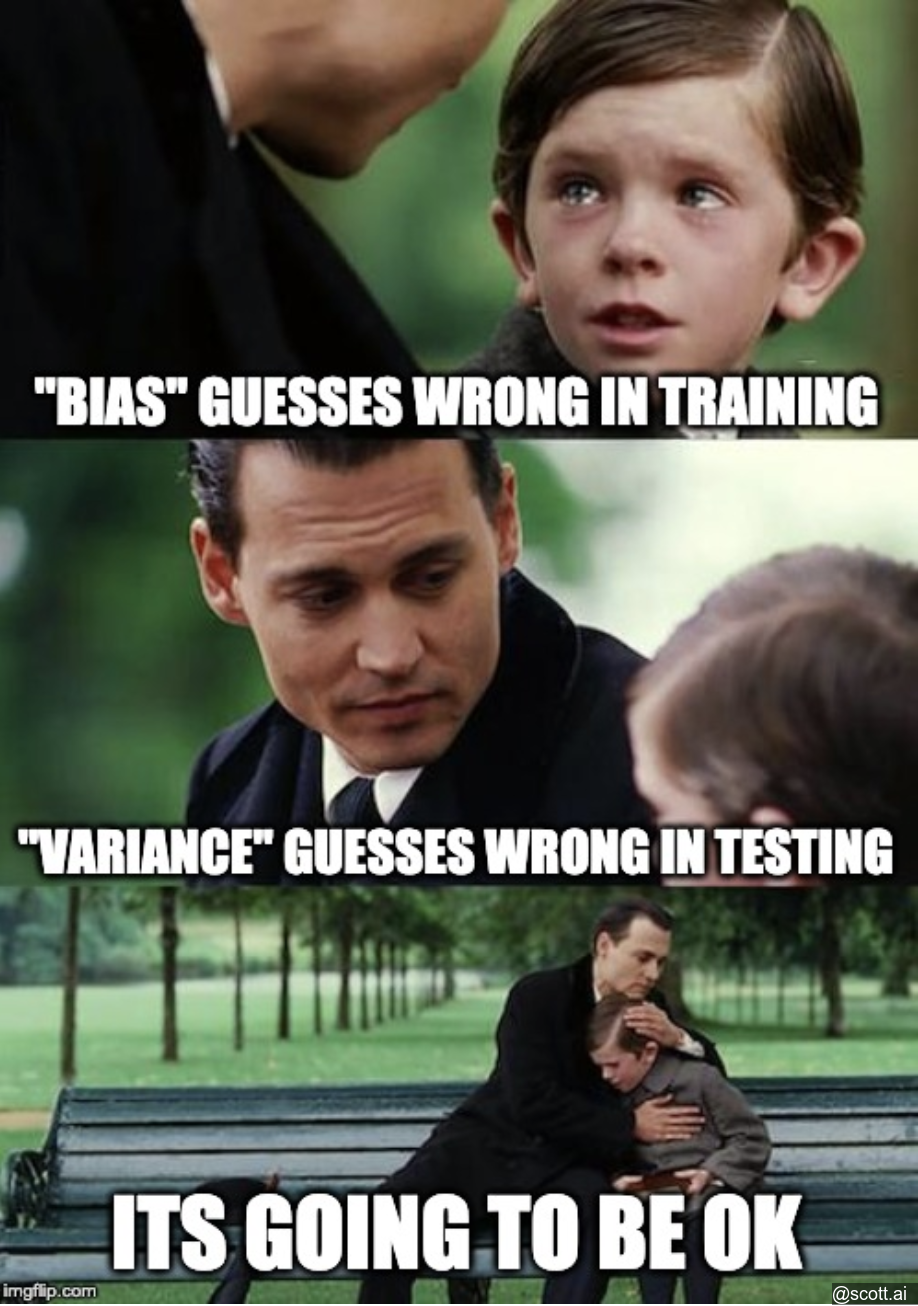 "BIAS" GUESSES WRONG IN TRAINING
"VARIANCE" GUESSES WRONG IN TESTING
ITS GOING TO BE OK
imgflip.com
@scott.ai